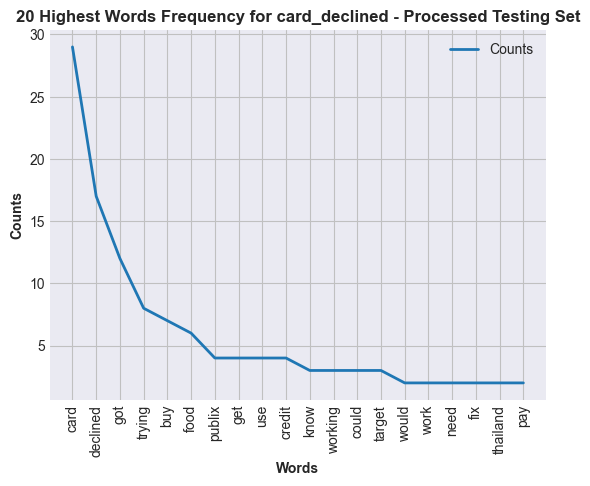 20 Highest Words Frequency for card_declined - Processed Testing Set
Counts
30
25
20
15
10
5
Counts
card
declined
got
trying
buy
food
publix
get
use
credit
know
working
could
target
would
work
need
fix
thailand
pay
Words